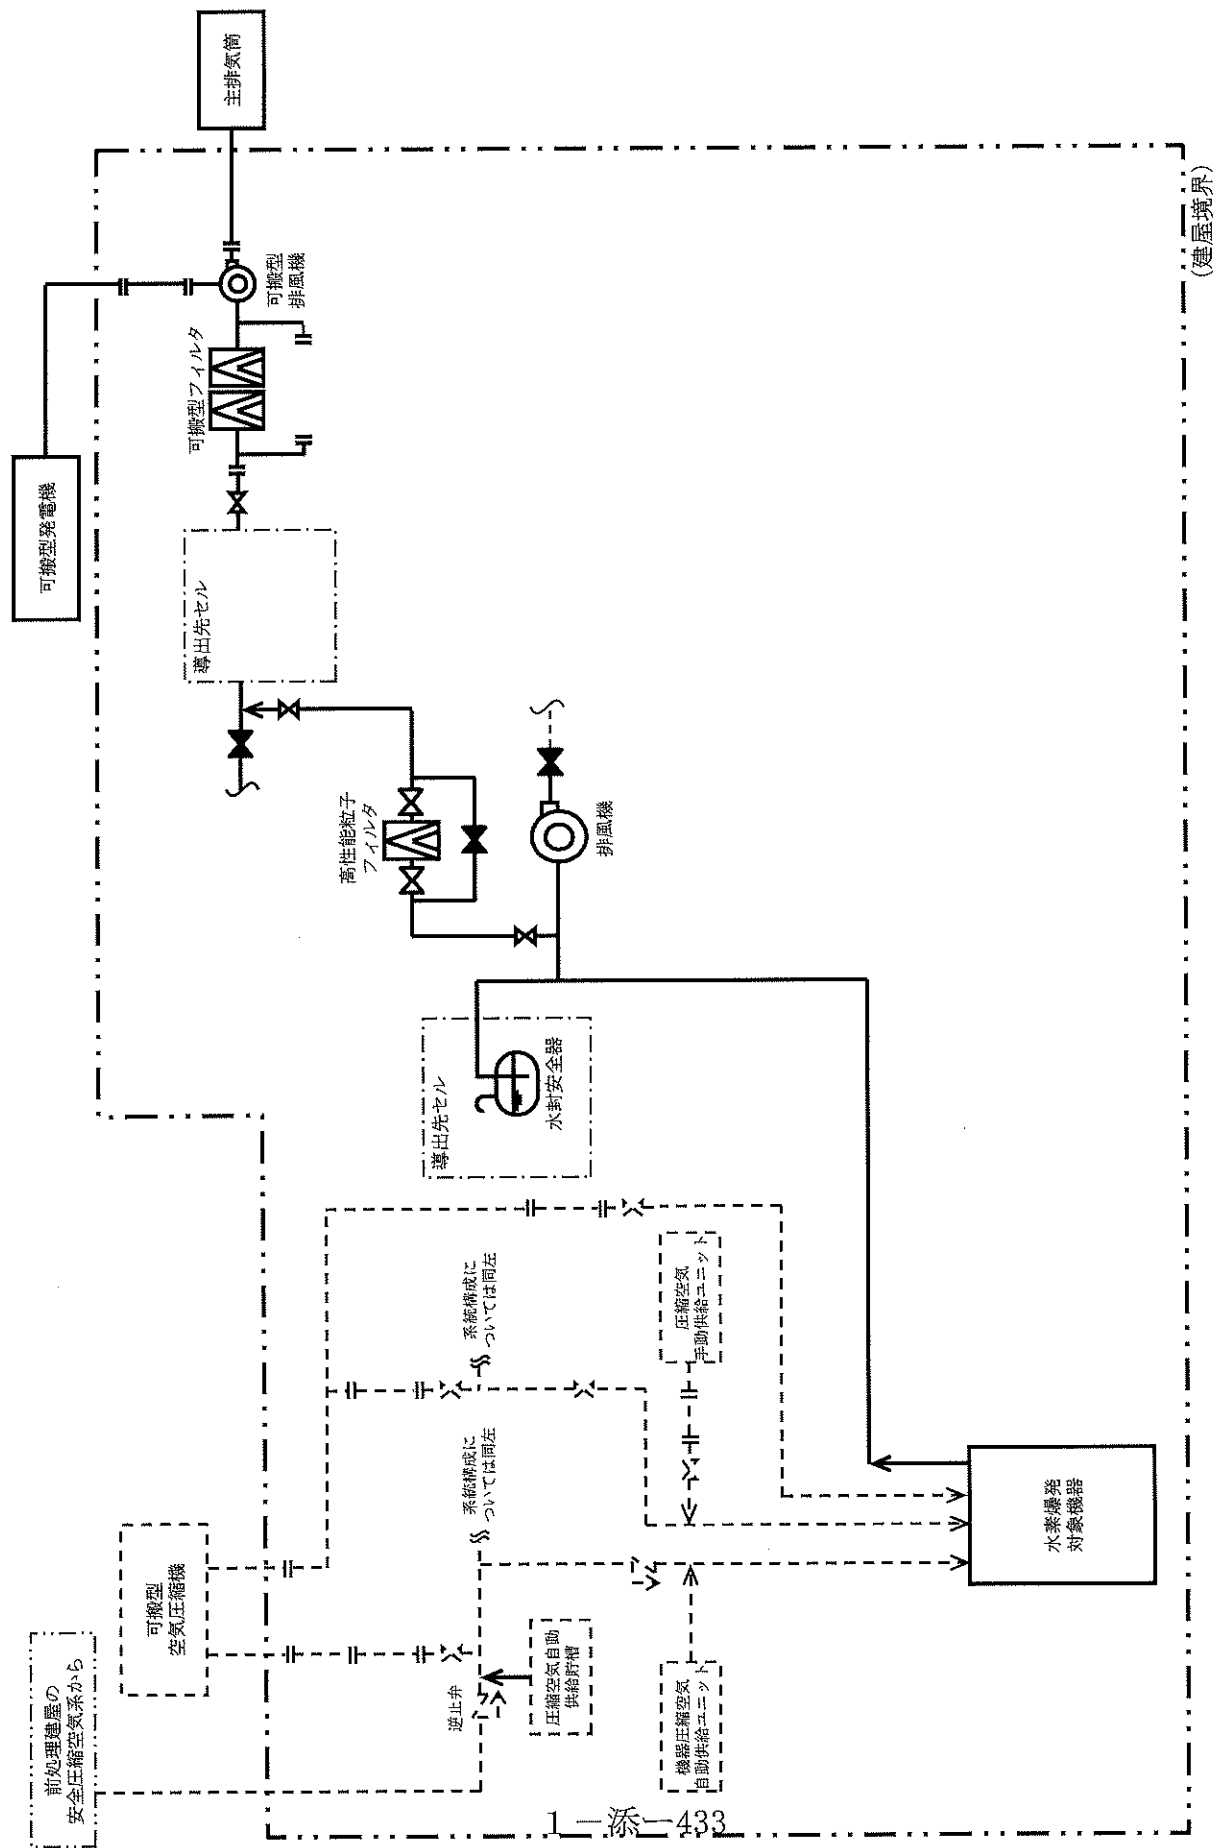 前処理建屋の
安全圧縮空気系から
可搬型
空気圧縮機
可搬型発電機
主排気筒
逆止弁
圧縮空気自動
供給貯槽
機器圧縮空気
自動供給ユニット
系統構成に
ついては同左
系統構成に
ついては同左
圧縮空気
手動供給ユニット
水素爆発
対象機器
導出先セル
水封安全器
高性能粒子
フィルタ
排風機
導出先セル
可搬型フィルタ
可搬型
排風機
(建屋境界)
1－添－433